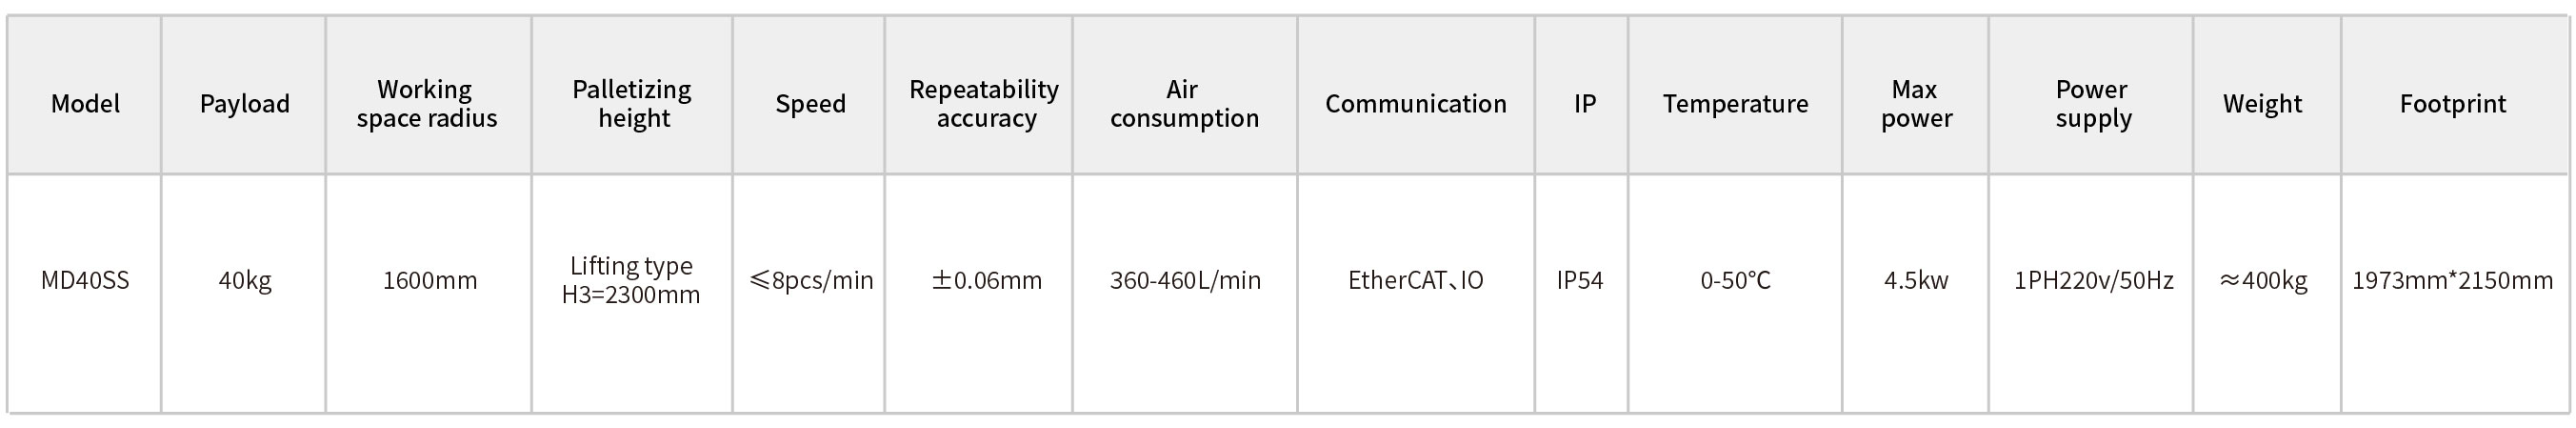 Model
Payload
Working
space radius
Palletizing
height
Speed
Repeatability
accuracy
Air
consumption
Communication
IP
Temperature
Max
power
Power
supply
Weight
Footprint
MD40SS
40kg
1600mm
Lifting type
H3=2300mm
≤8pcs/min
±0.06mm
360-460L/min
EtherCAT、IO
IP54
0-50℃
4.5kw
1PH220v/50Hz
≈400kg
1973mm*2150mm